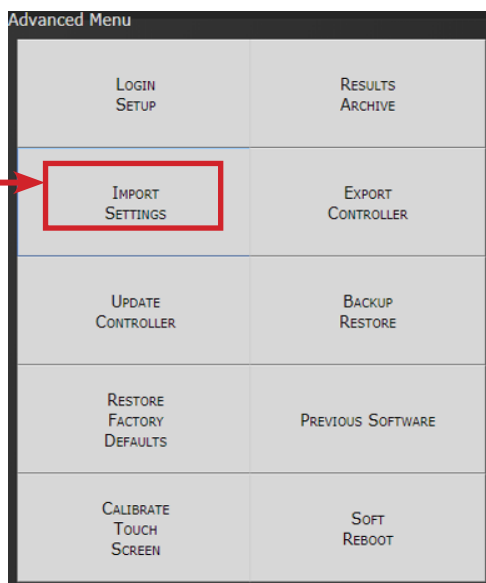 Advanced Menu
Login
Setup
Results
Archive
Import
Settings
Export
Controller
Update
Controller
Backup
Restore
Restore
Factory
Defaults
Previous Software
Calibrate
Touch
Screen
Soft
Reboot